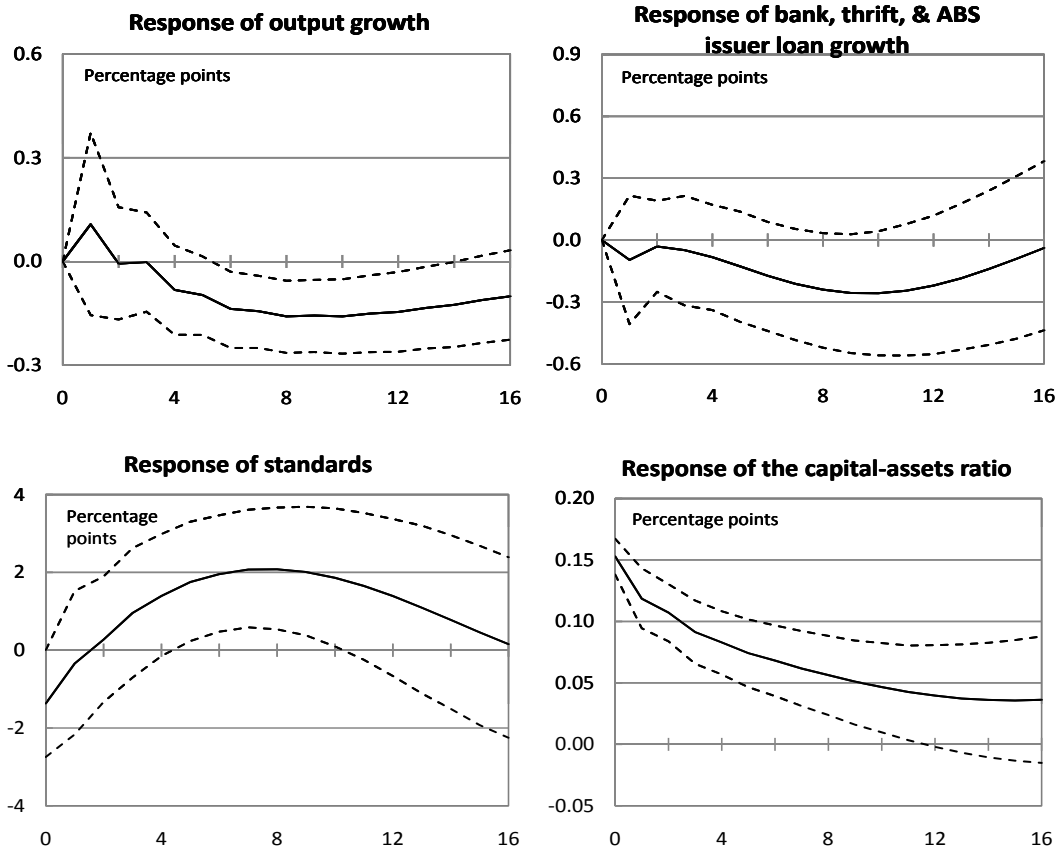 Response of output growth
0.6
Percentage points
0.3
0.0
-0.3
0 4 8 12 16
Response of bank, thrift, & ABS
issuer loan growth
0.9
Percentage points
0.6
0.3
0.0
-0.3
-0.6
0 4 8 12 16
Response of standards
4
Percentage
points
2
0
-2
-4
0 4 8 12 16
Response of the capital-assets ratio
0.20
Percentage points
0.15
0.10
0.05
0.00
-0.05
0 4 8 12 16